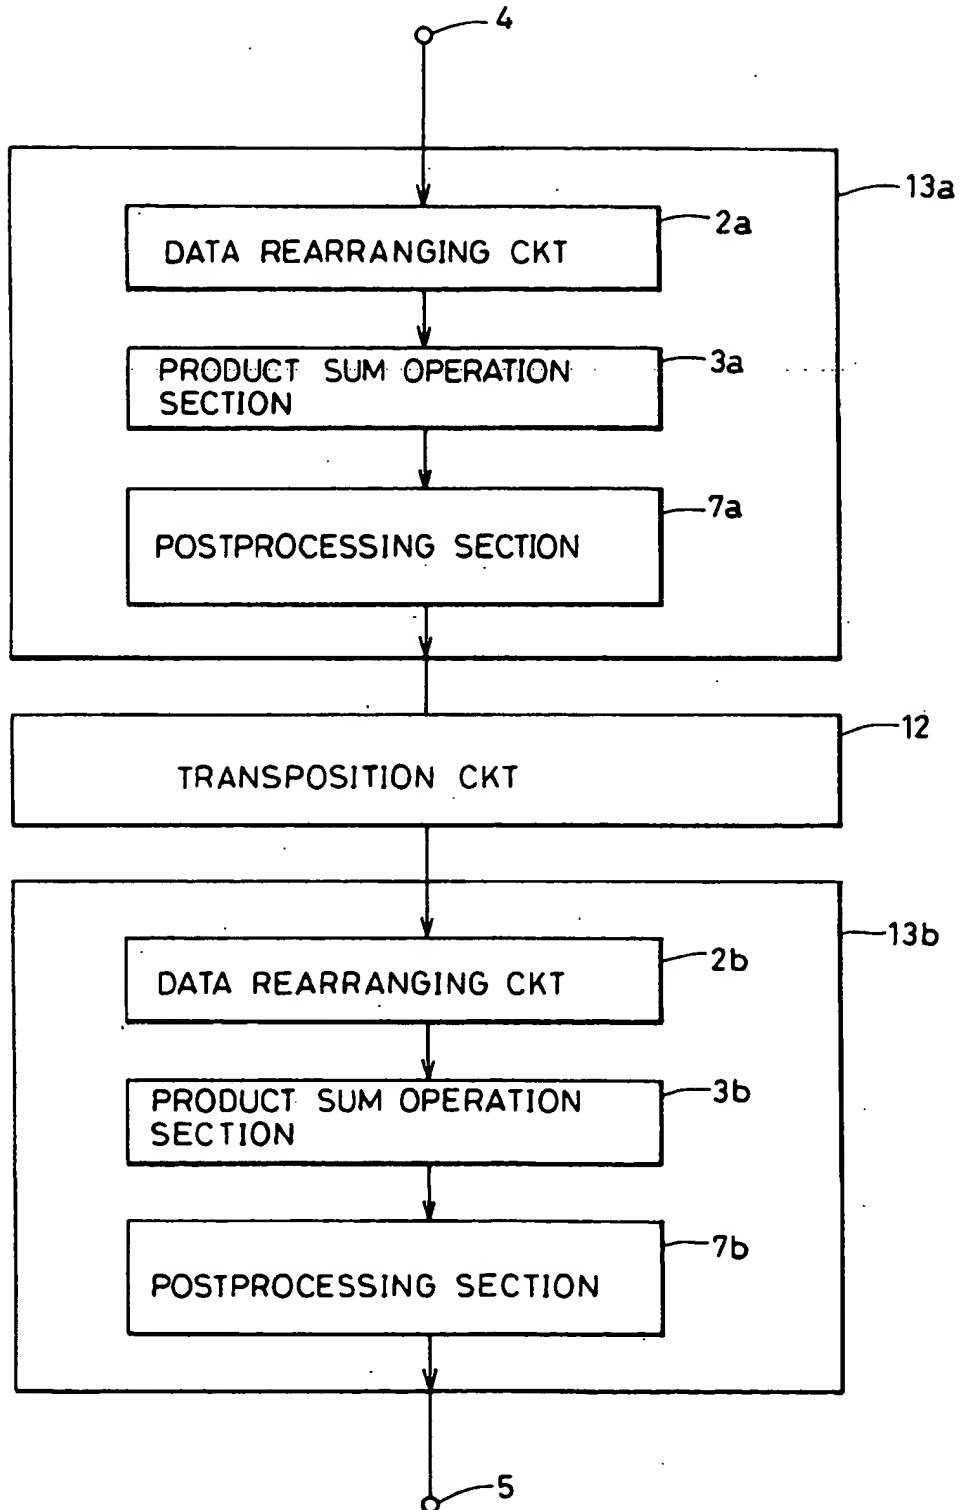 4
13a
2a
DATA REARRANGING CKT
3a
PRODUCT SUM OPERATION
SECTION
7a
POSTPROCESSING SECTION
12
TRANSPOSITION CKT
13b
2b
DATA REARRANGING CKT
3b
PRODUCT SUM OPERATION
SECTION
7b
POSTPROCESSING SECTION
5